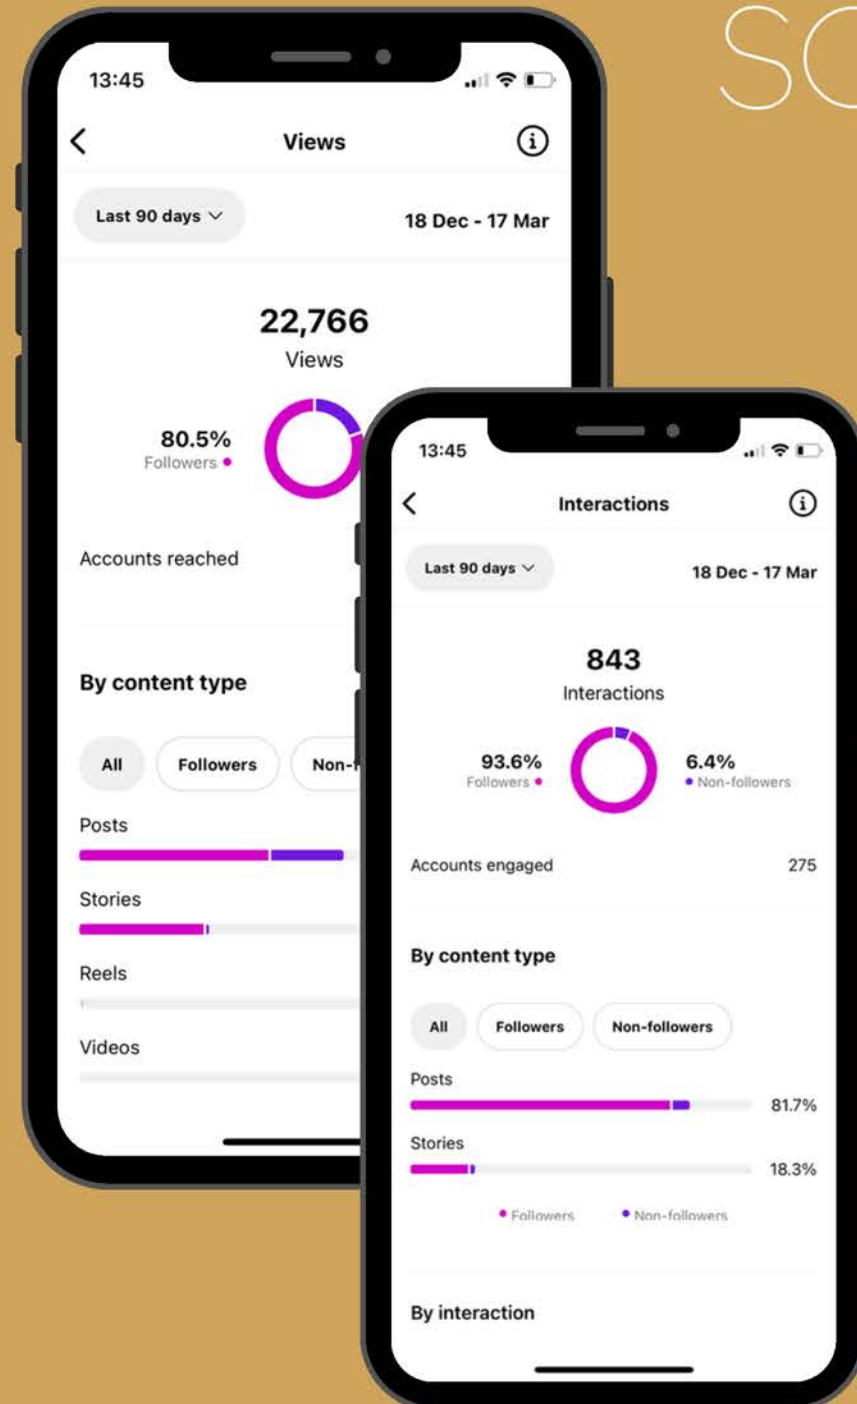 SO
13:45
Views
Last 90 days
18 Dec - 17 Mar
22,766
Views
80.5%
Followers
Accounts reached
By content type
All Followers
Posts
Stories
Reels
Videos
13:45
Interactions
Last 90 days
18 Dec - 17 Mar
843
Interactions
93.6%
Followers
6.4%
Non-followers
Accounts engaged 275
By content type
All Followers Non-followers
Posts
81.7%
Stories
18.3%
Followers Non-followers
By interaction